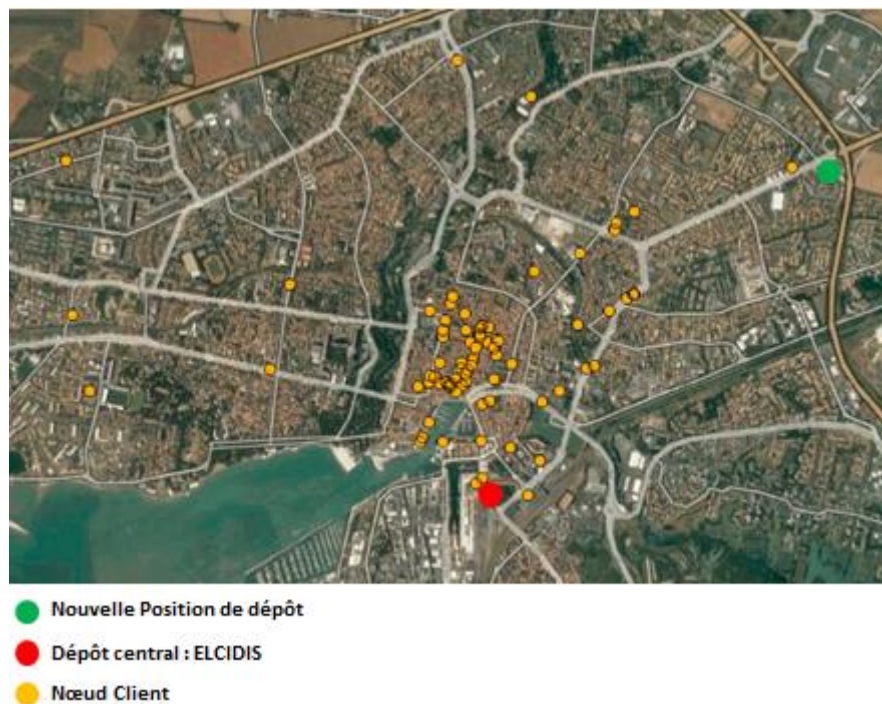 Nouvelle Position de dépôt
Dépôt central : ELCIDIS
Nœud Client